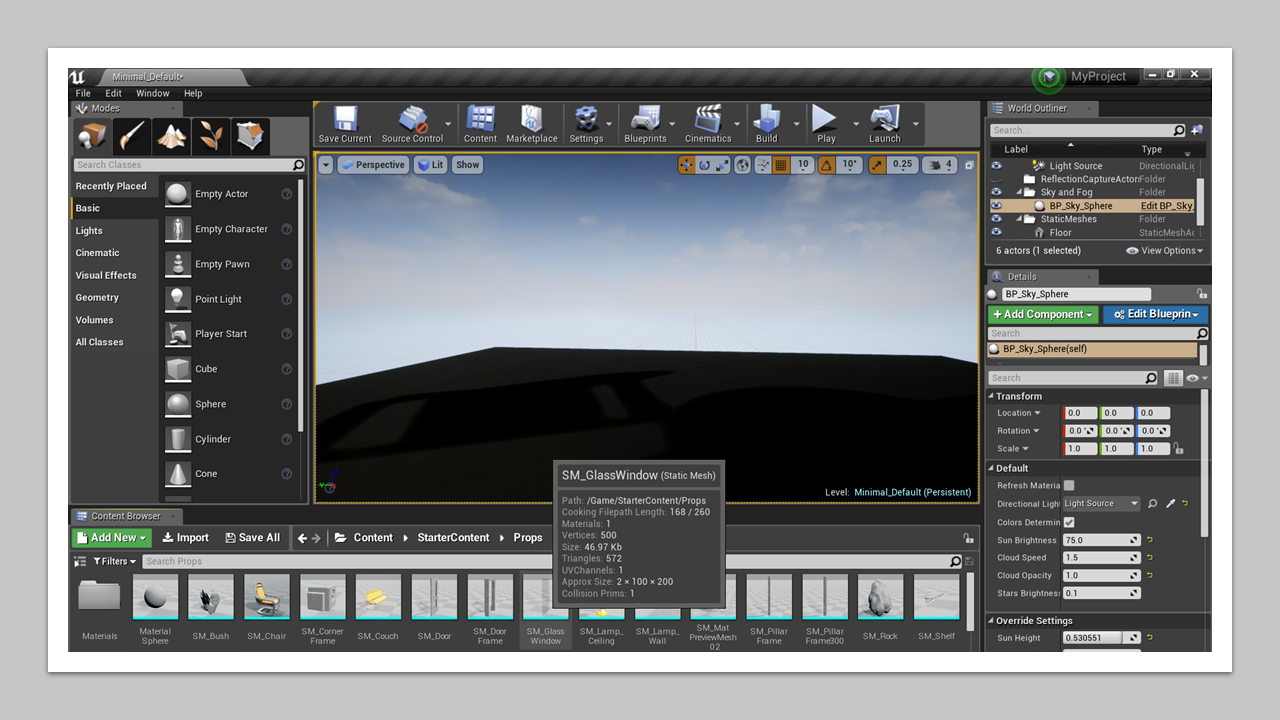 Minimal_Default*
MyProject
File Edit Window Help
Modes
Search Classes
Recently Placed
Basic
Lights
Cinematic
Visual Effects
Geometry
Volumes
All Classes
Empty Actor
Empty Character
Empty Pawn
Point Light
Player Start
Cube
Sphere
Cylinder
Cone
Save Current
Source Control
Content
Marketplace
Settings
Blueprints
Cinematics
Build
Play
Launch
Perspective
Lit
Show
10
10°
0.25
4
Level: Minimal_Default (Persistent)
World Outliner
Search...
Label Type
Light Source DirectionalLig
ReflectionCaptureActors Folder
Sky and Fog Folder
BP_Sky_Sphere Edit BP_Sky_
StaticMeshes Folder
Floor StaticMeshAc
6 actors (1 selected) View Options
Details
BP_Sky_Sphere
Add Component
Edit Blueprin
Search
BP_Sky_Sphere(self)
Search
Transform
Location 0.0 0.0 0.0
Rotation 0.0 ° 0.0 ° 0.0 °
Scale 1.0 1.0 1.0
Default
Refresh Materia
Directional Light Light Source
Colors Determin
Sun Brightness 75.0
Cloud Speed 1.5
Cloud Opacity 1.0
Stars Brightnes 0.1
Override Settings
Sun Height 0.530551
Content Browser
Add New Import Save All Content StarterContent Props
Filters Search Props
Materials
Material
Sphere
SM_Bush
SM_Chair
SM_Corner
Frame
SM_Couch
SM_Door
SM_Door
Frame
SM_Glass
Window
SM_Lamp_
Ceiling
SM_Lamp_
Wall
SM_Mat
PreviewMesh
02
SM_Pillar
Frame
SM_Pillar
Frame300
SM_Rock
SM_Shelf
SM_GlassWindow (Static Mesh)
Path: /Game/StarterContent/Props
Cooking Filepath Length: 168 / 260
Materials: 1
Vertices: 500
Size: 46.97 Kb
Triangles: 572
UVChannels: 1
Approx Size: 2×100×200
Collision Prims: 1